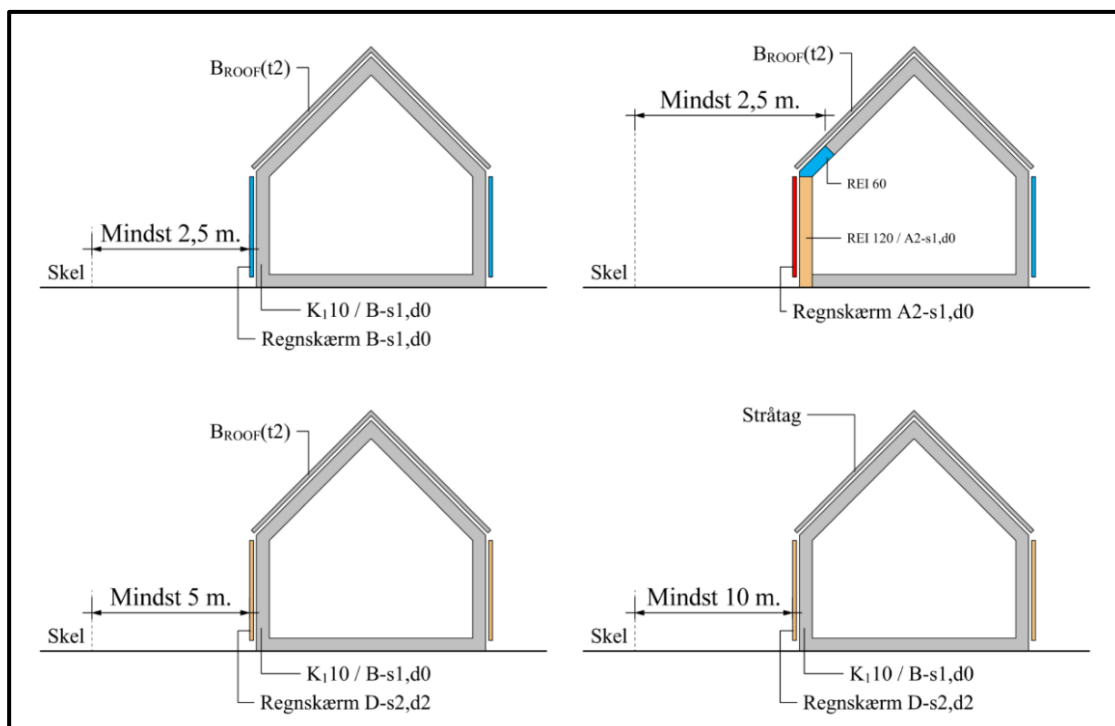 B_ROOF(t2)
Mindst 2,5 m.
Skel
K₁10 / B-s1,d0
Regnskærm B-s1,d0
B_ROOF(t2)
Mindst 2,5 m.
REI 60
REI 120 / A2-s1,d0
Skel
Regnskærm A2-s1,d0
B_ROOF(t2)
Mindst 5 m.
Skel
K₁10 / B-s1,d0
Regnskærm D-s2,d2
Stråtag
Mindst 10 m.
Skel
K₁10 / B-s1,d0
Regnskærm D-s2,d2